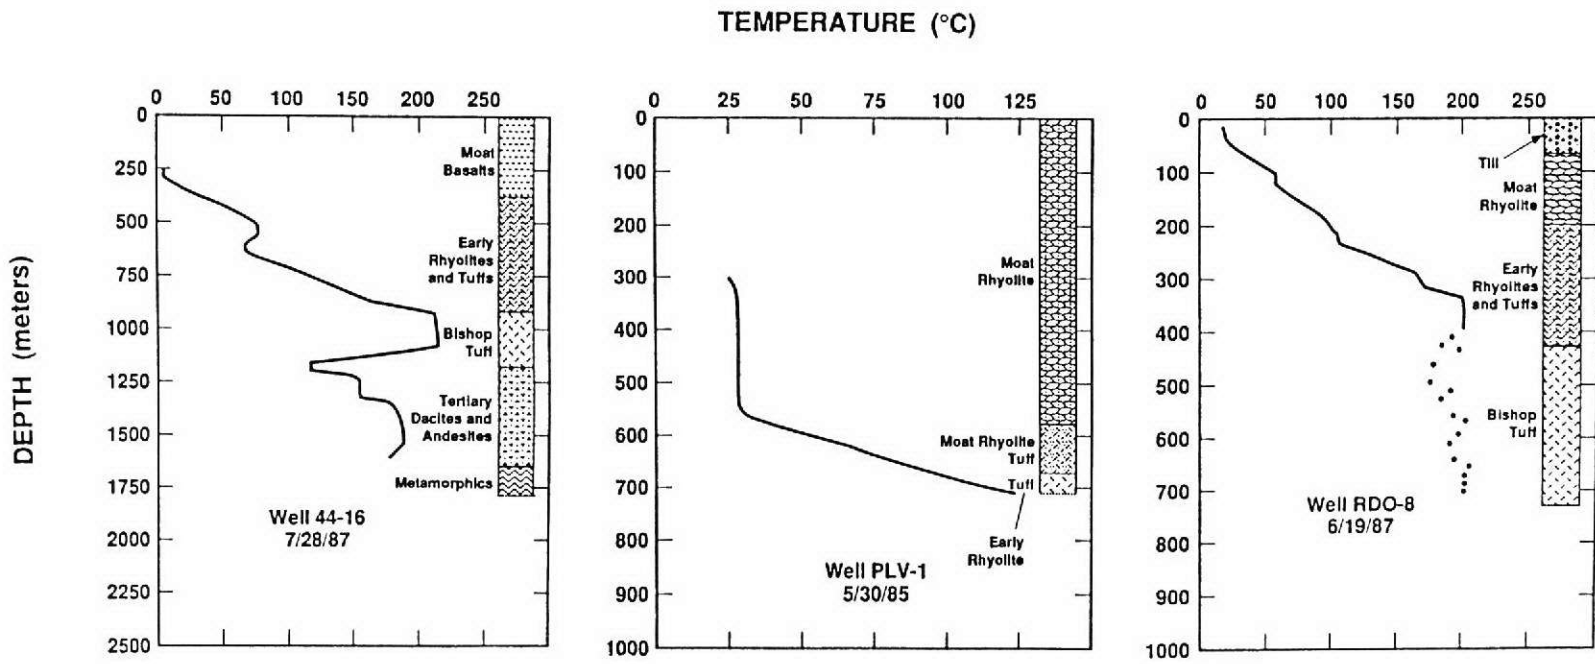 TEMPERATURE (°C)
DEPTH (meters)
0 50 100 150 200 250
0
250
500
750
1000
1250
1500
1750
2000
2250
2500
Moat
Basalts
Early
Rhyolites
and Tuffs
Bishop
Tuff
Tertiary
Dacites and
Andesites
Metamorphics
Well 44-16
7/28/87
0 25 50 75 100 125
0
100
200
300
400
500
600
700
800
900
1000
Moat
Rhyolite
Moat Rhyolite
Tuff
Tuff
Early
Rhyolite
Well PLV-1
5/30/85
0 50 100 150 200 250
0
100
200
300
400
500
600
700
800
900
1000
Till
Moat
Rhyolite
Early
Rhyolites
and Tuffs
Bishop
Tuff
Well RDO-8
6/19/87